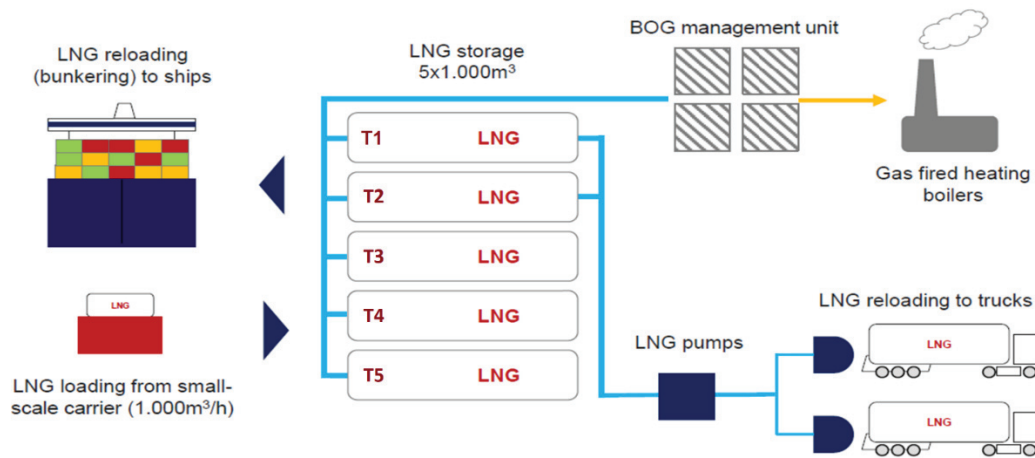 LNG reloading
(bunkering) to ships
LNG storage
5x1.000m³
BOG management unit
T1 LNG
T2 LNG
T3 LNG
T4 LNG
T5 LNG
Gas fired heating
boilers
LNG
LNG loading from small-
scale carrier (1.000m³/h)
LNG pumps
LNG reloading to trucks
LNG
LNG